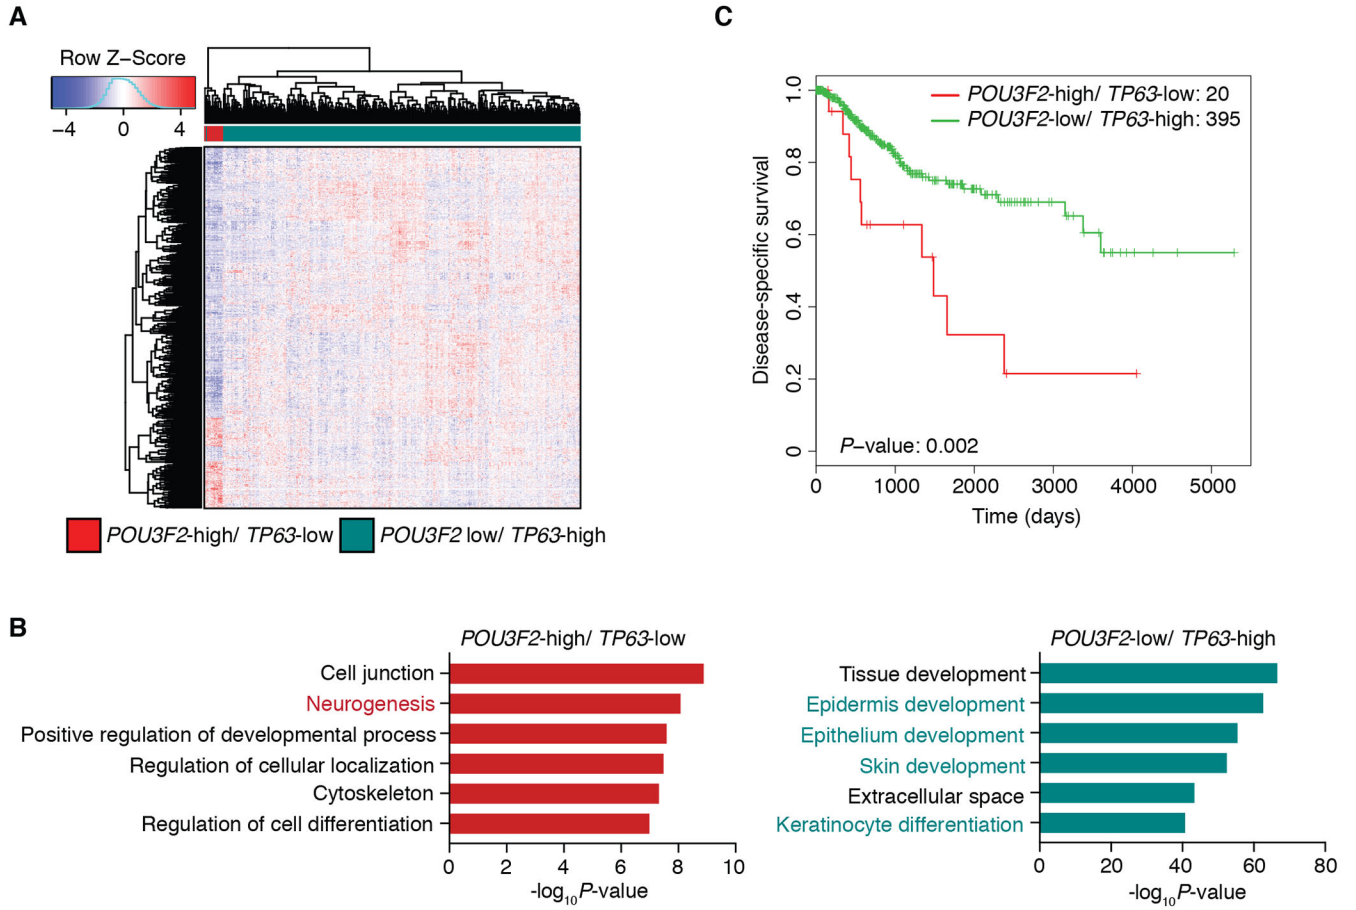 A
Row Z−Score
−4 0 4
POU3F2-high/ TP63-low
POU3F2 low/ TP63-high
C
POU3F2-high/ TP63-low: 20
POU3F2-low/ TP63-high: 395
Disease-specific survival
1.0
0.8
0.6
0.4
0.2
0
P−value: 0.002
0 1000 2000 3000 4000 5000
Time (days)
B
POU3F2-high/ TP63-low
Cell junction
Neurogenesis
Positive regulation of developmental process
Regulation of cellular localization
Cytoskeleton
Regulation of cell differentiation
0 2 4 6 8 10
-log10P-value
POU3F2-low/ TP63-high
Tissue development
Epidermis development
Epithelium development
Skin development
Extracellular space
Keratinocyte differentiation
0 20 40 60 80
-log10P-value